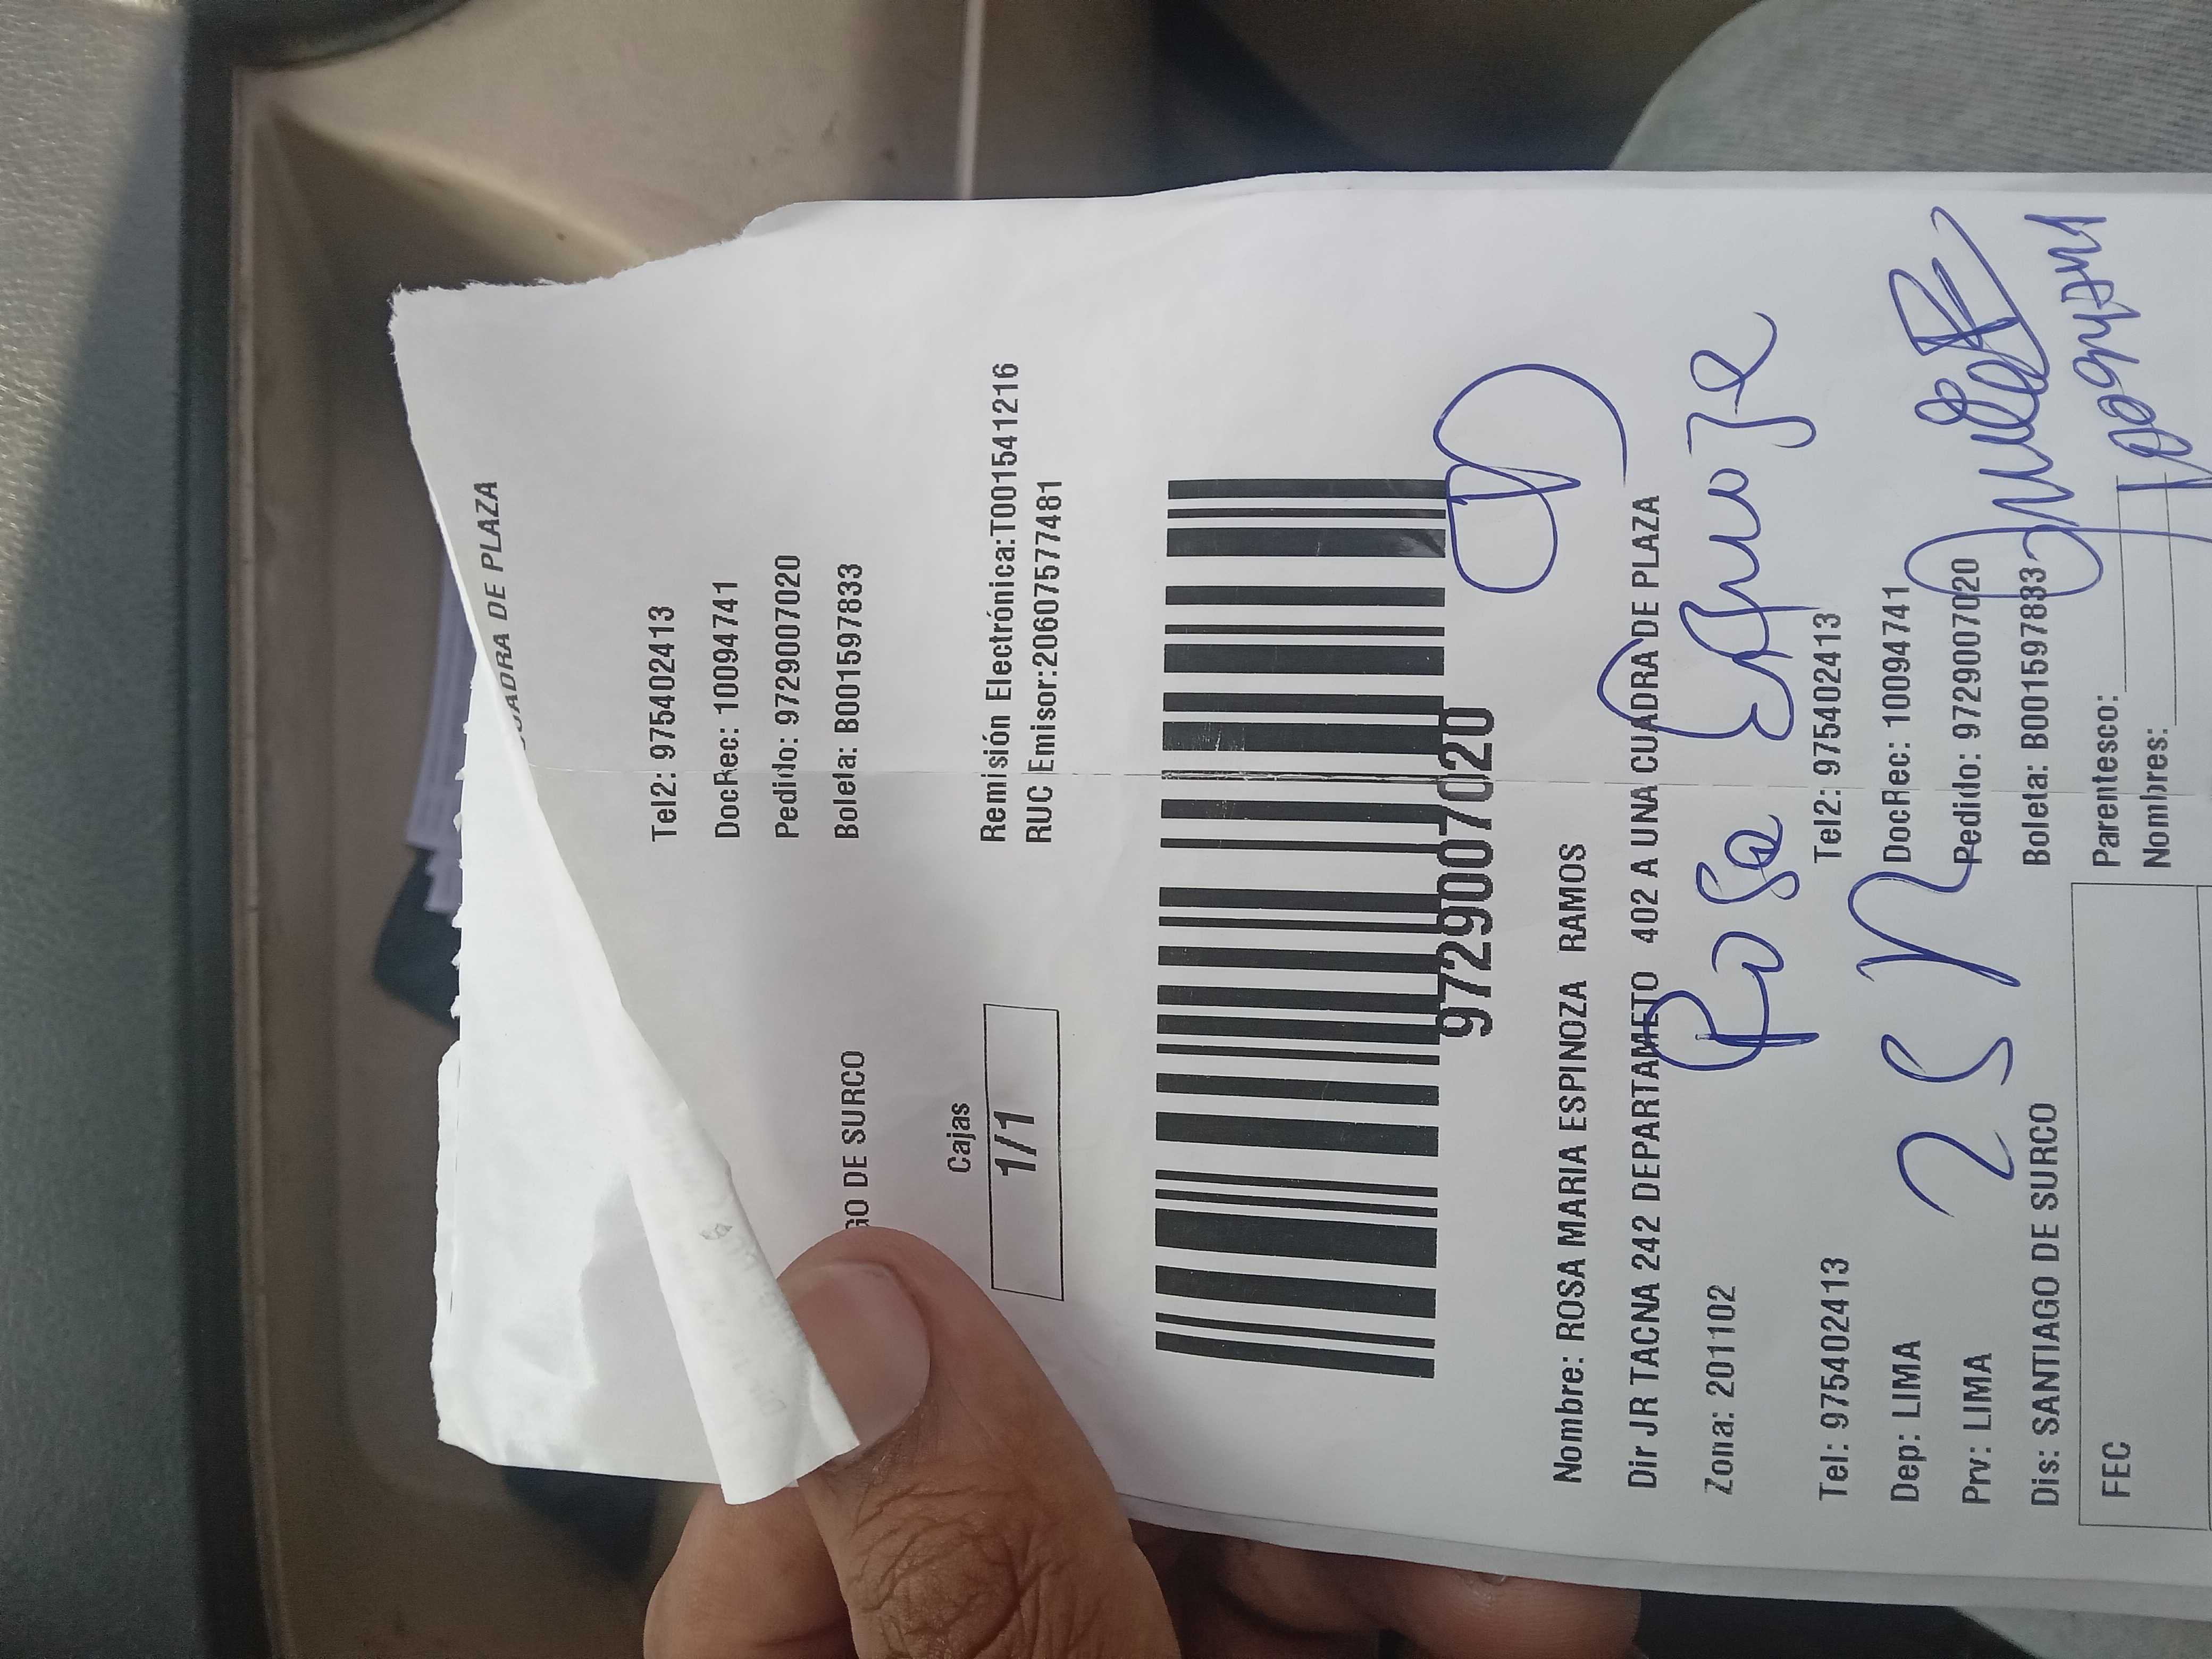 CUADRA DE PLAZA
Tel2: 975402413
DocRec: 10094741
Pedido: 9729007020
Boleta: B001597833
GO DE SURCO
Remisión Electrónica:T001541216
RUC Emisor:20607577481
Cajas
1/1
9729007020
Nombre: ROSA MARIA ESPINOZA RAMOS
Dir JR TACNA 242 DEPARTAMETO 402 A UNA CUADRA DE PLAZA
Rosa
Zona: 201102
Tel: 975402413 Tel2: 975402413
Dep: LIMA DocRec: 10094741
25
Prv: LIMA Pedido: 9729007020
Dis: SANTIAGO DE SURCO Boleta: B001597833
FEC Parentesco:
Nombres: